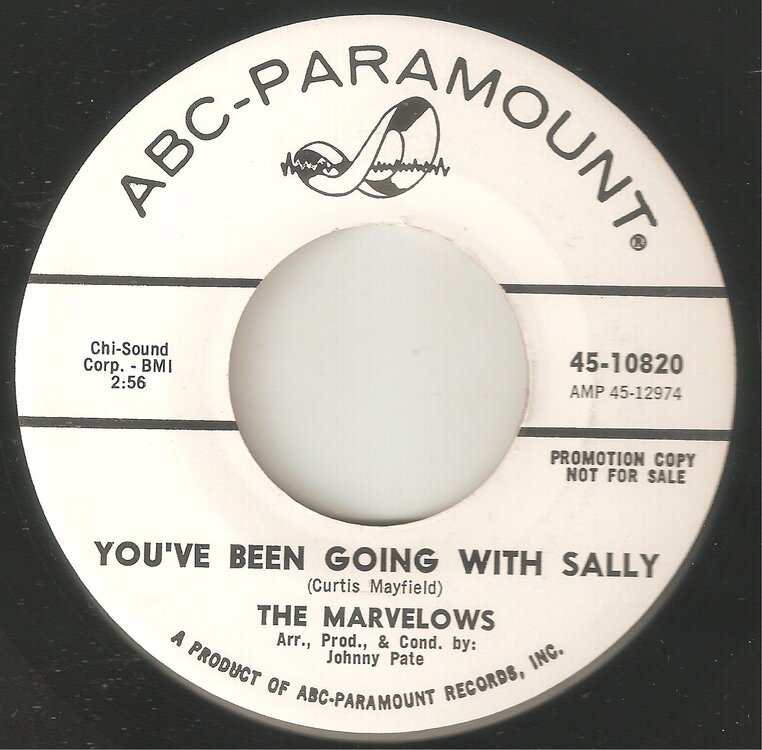 ABC-PARAMOUNT®
Chi-Sound
Corp. - BMI
2:56
45-10820
AMP 45-12974
PROMOTION COPY
NOT FOR SALE
YOU'VE BEEN GOING WITH SALLY
(Curtis Mayfield)
THE MARVELOWS
Arr., Prod., & Cond. by:
Johnny Pate
A PRODUCT OF ABC-PARAMOUNT RECORDS, INC.